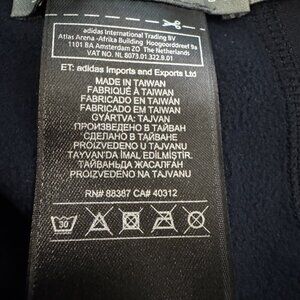 adidas International Trading BV
Atlas Arena -Afrika Building Hoogoorddreef 9a
1101 BA Amsterdam ZO The Netherlands
VAT NO. NL 8073.01.322.B.01
ET: adidas Imports and Exports Ltd
MADE IN TAIWAN
FABRIQUÉ À TAIWAN
FABRICADO EN TAIWÁN
FABRICADO EM TAIWAN
GYÁRTVA: TAJVAN
ПРОИЗВЕДЕНО В ТАЙВАН
СДЕЛАНО В ТАЙВАНЕ
PROIZVEDENO NA TAJVANU
TAYVAN'DA İMAL EDİLMİŞTİR.
ТАЙВАНЬДА ЖАСАЛҒАН
PROIZVEDENO NA TAJVANU
RN# 88387 CA# 40312
30